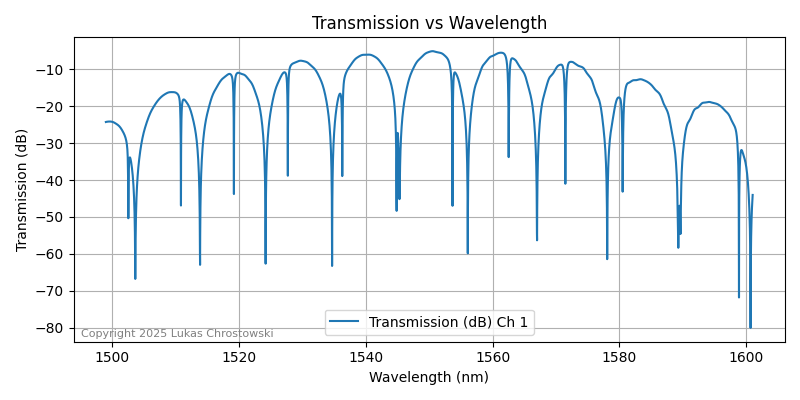 Transmission vs Wavelength
Transmission (dB)
−10
−20
−30
−40
−50
−60
−70
−80
Transmission (dB) Ch 1
Copyright 2025 Lukas Chrostowski
1500
1520
1540
1560
1580
1600
Wavelength (nm)